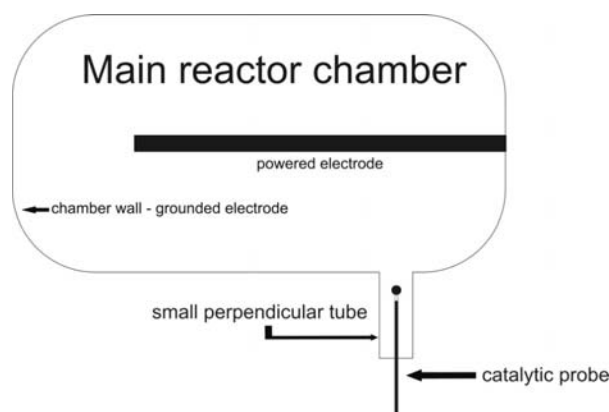 Main reactor chamber
powered electrode
chamber wall - grounded electrode
small perpendicular tube
catalytic probe